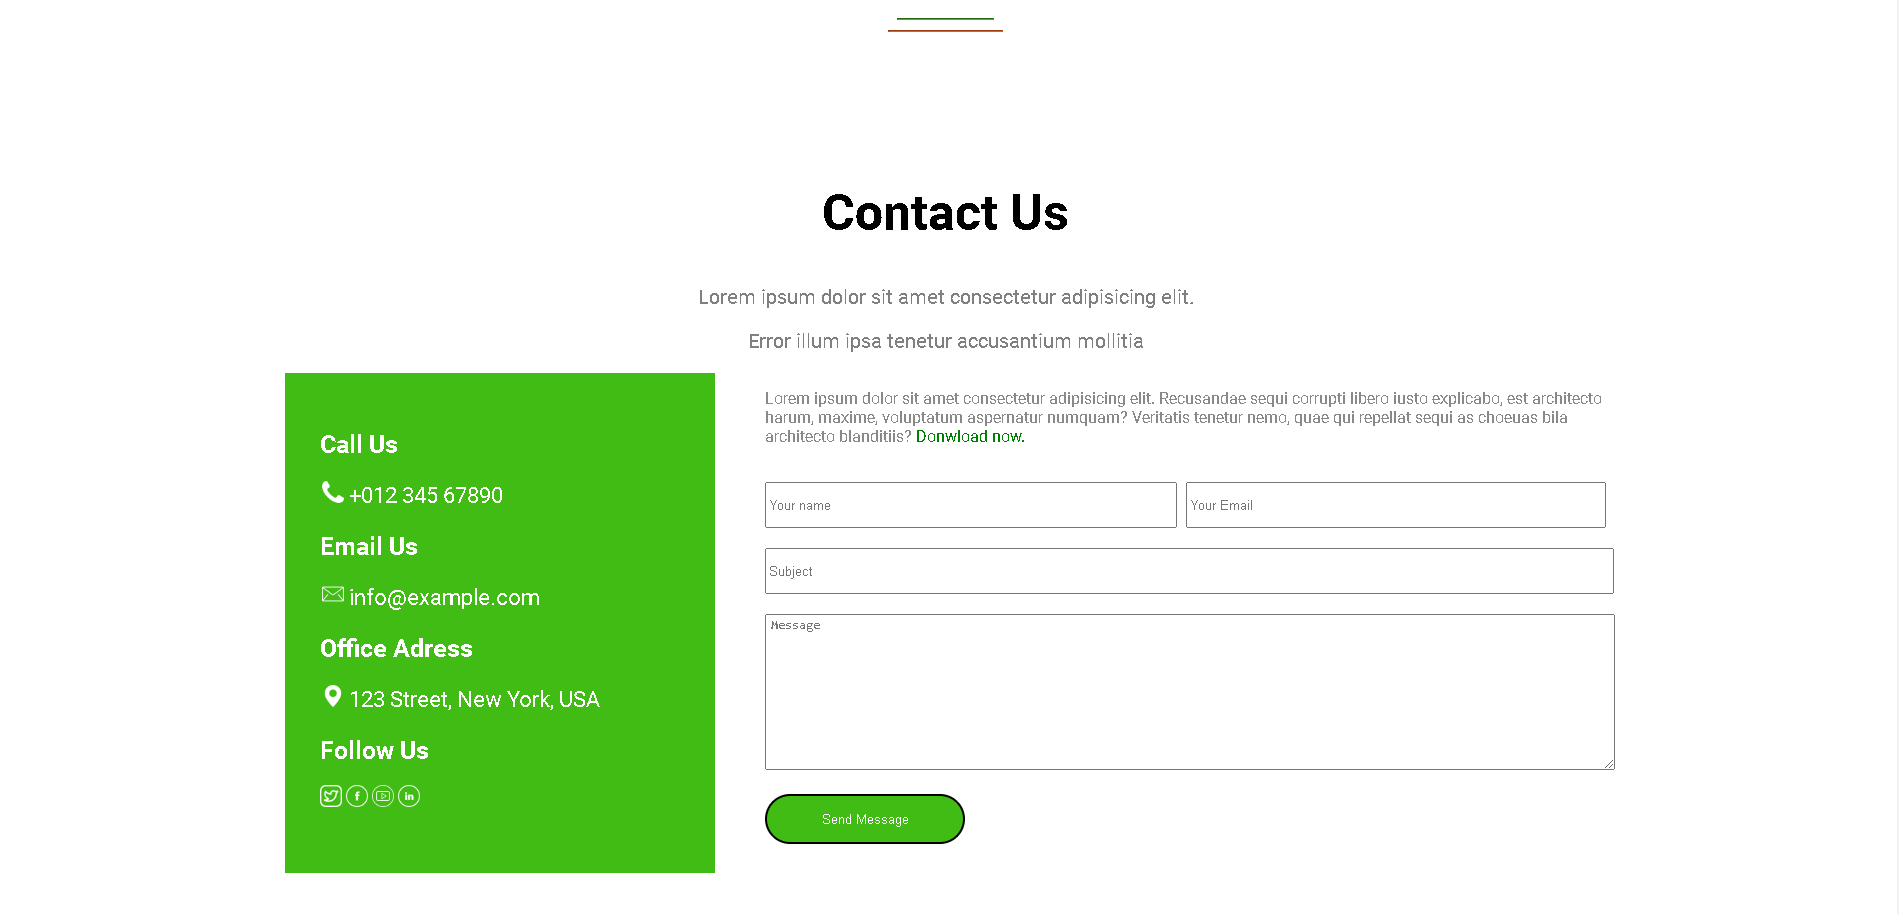 Contact Us
Lorem ipsum dolor sit amet consectetur adipisicing elit.
Error illum ipsa tenetur accusantium mollitia
Call Us
+012 345 67890
Email Us
info@example.com
Office Adress
123 Street, New York, USA
Follow Us
Lorem ipsum dolor sit amet consectetur adipisicing elit. Recusandae sequi corrupti libero iusto explicabo, est architecto
harum, maxime, voluptatum aspernatur numquam? Veritatis tenetur nemo, quae qui repellat sequi as choeuas bila
architecto blanditiis? Donwload now.
Your name
Your Email
Subject
Message
Send Message